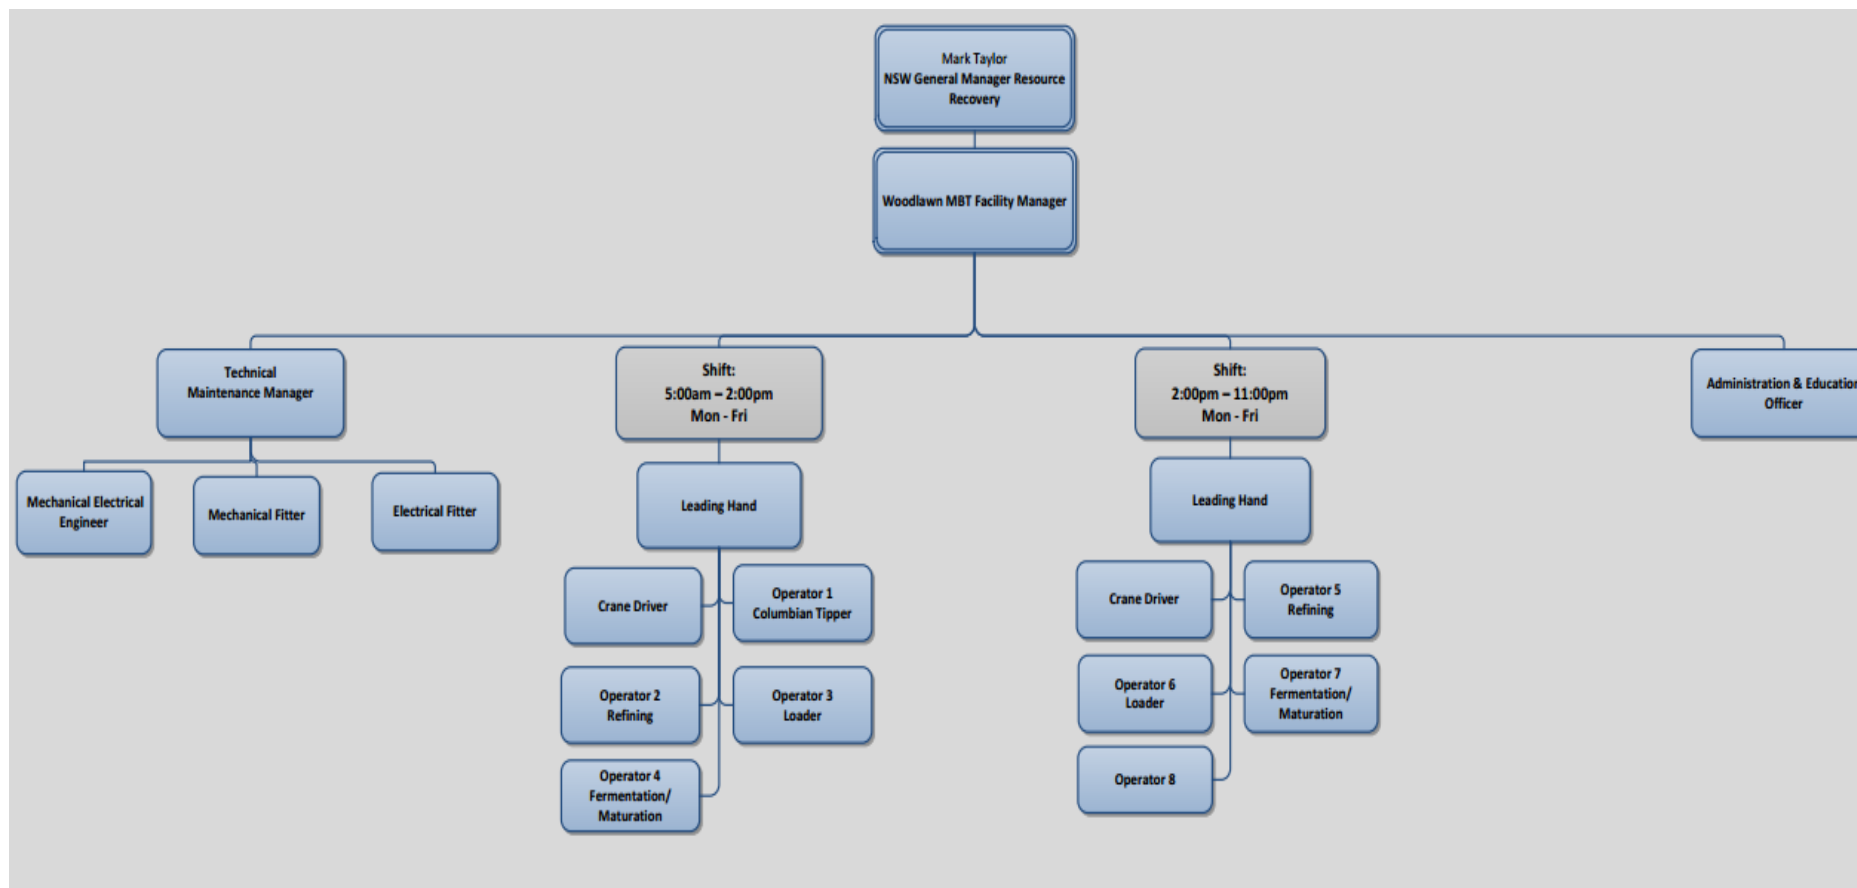 Mark Taylor
NSW General Manager Resource
Recovery
Woodlawn MBT Facility Manager
Technical
Maintenance Manager
Shift:
5:00am – 2:00pm
Mon - Fri
Shift:
2:00pm – 11:00pm
Mon - Fri
Administration & Education
Officer
Mechanical Electrical
Engineer
Mechanical Fitter
Electrical Fitter
Leading Hand
Leading Hand
Crane Driver
Operator 1
Columbian Tipper
Operator 2
Refining
Operator 3
Loader
Operator 4
Fermentation/
Maturation
Crane Driver
Operator 5
Refining
Operator 6
Loader
Operator 7
Fermentation/
Maturation
Operator 8